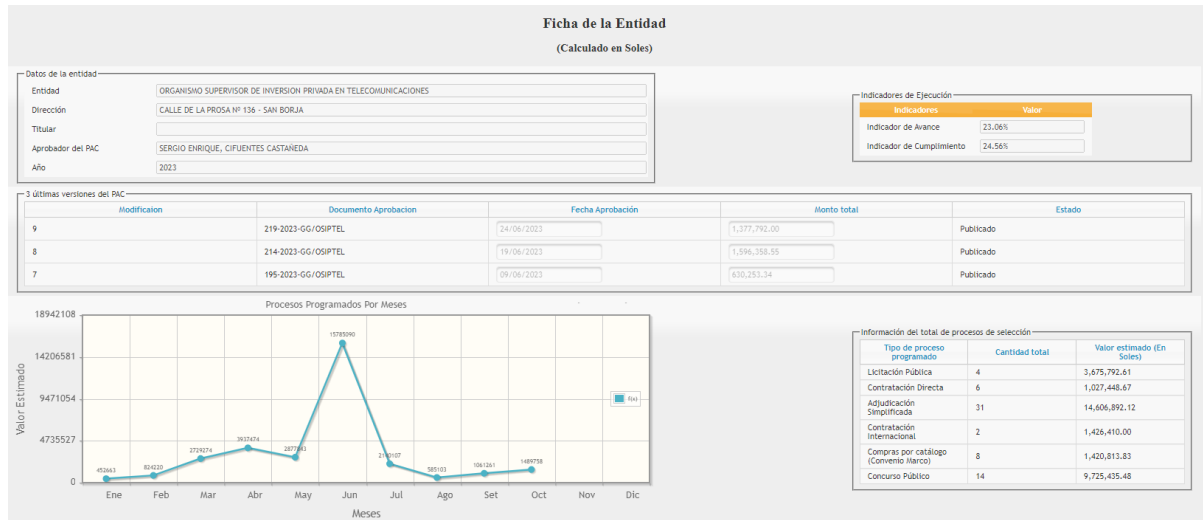 Ficha de la Entidad
(Calculado en Soles)
Datos de la entidad
Entidad ORGANISMO SUPERVISOR DE INVERSION PRIVADA EN TELECOMUNICACIONES
Dirección CALLE DE LA PROSA Nº 136 - SAN BORJA
Titular
Aprobador del PAC SERGIO ENRIQUE, CIFUENTES CASTAÑEDA
Año 2023
Indicadores de Ejecución
Indicadores Valor
Indicador de Avance 23.06%
Indicador de Cumplimiento 24.56%
3 últimas versiones del PAC
Modificaion Documento Aprobacion Fecha Aprobación Monto total Estado
9 219-2023-GG/OSIPTEL 24/06/2023 1,377,792.00 Publicado
8 214-2023-GG/OSIPTEL 19/06/2023 1,596,358.55 Publicado
7 195-2023-GG/OSIPTEL 09/06/2023 630,253.34 Publicado
Procesos Programados Por Meses
Valor Estimado
18942108
14206581
9471054
4735527
0
452663 824220 2729274 3937474 15785090 585103 1061261 1489758
f(x)
Ene Feb Mar Abr May Jun Jul Ago Set Oct Nov Dic
Meses
Información del total de procesos de selección
Tipo de proceso programado Cantidad total Valor estimado (En Soles)
Licitación Pública 4 3,675,792.61
Contratación Directa 6 1,027,448.67
Adjudicación Simplificada 31 14,606,892.12
Contratación Internacional 2 1,426,410.00
Compras por catálogo (Convenio Marco) 8 1,420,813.83
Concurso Público 14 9,725,435.48